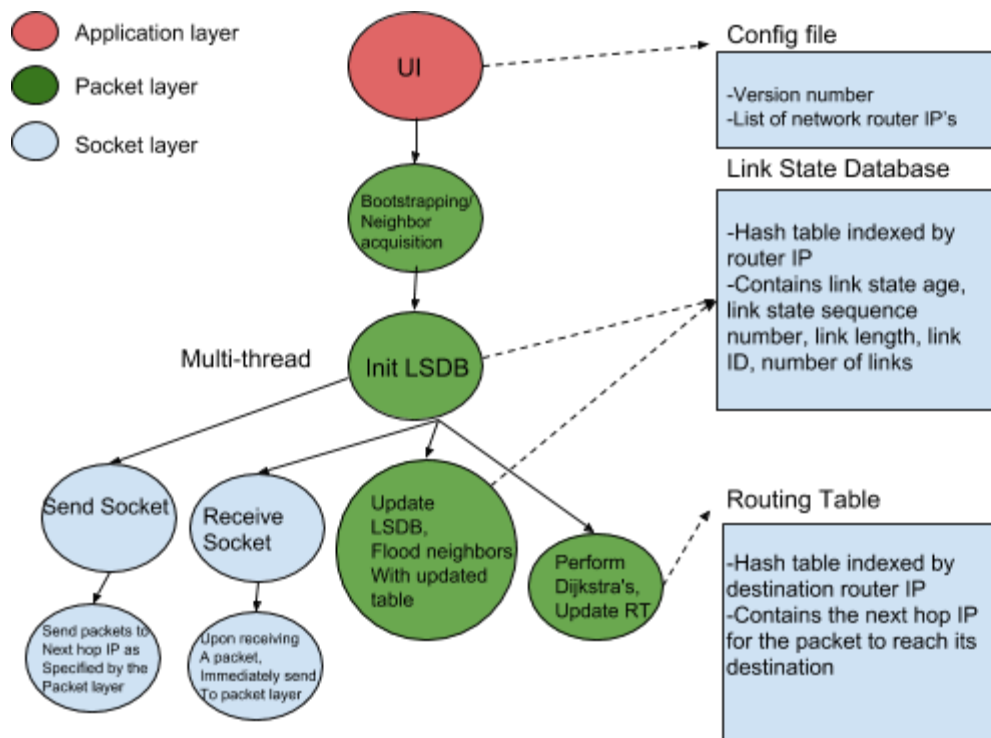 Application layer
Packet layer
Socket layer
UI
Config file
-Version number
-List of network router IP's
Bootstrapping/
Neighbor
acquisition
Link State Database
-Hash table indexed by
router IP
-Contains link state age,
link state sequence
number, link length, link
ID, number of links
Multi-thread
Init LSDB
Send Socket
Receive
Socket
Update
LSDB,
Flood neighbors
With updated
table
Perform
Dijkstra's,
Update RT
Routing Table
-Hash table indexed by
destination router IP
-Contains the next hop IP
for the packet to reach its
destination
Send packets to
Next hop IP as
Specified by the
Packet layer
Upon receiving
A packet,
Immediately send
To packet layer